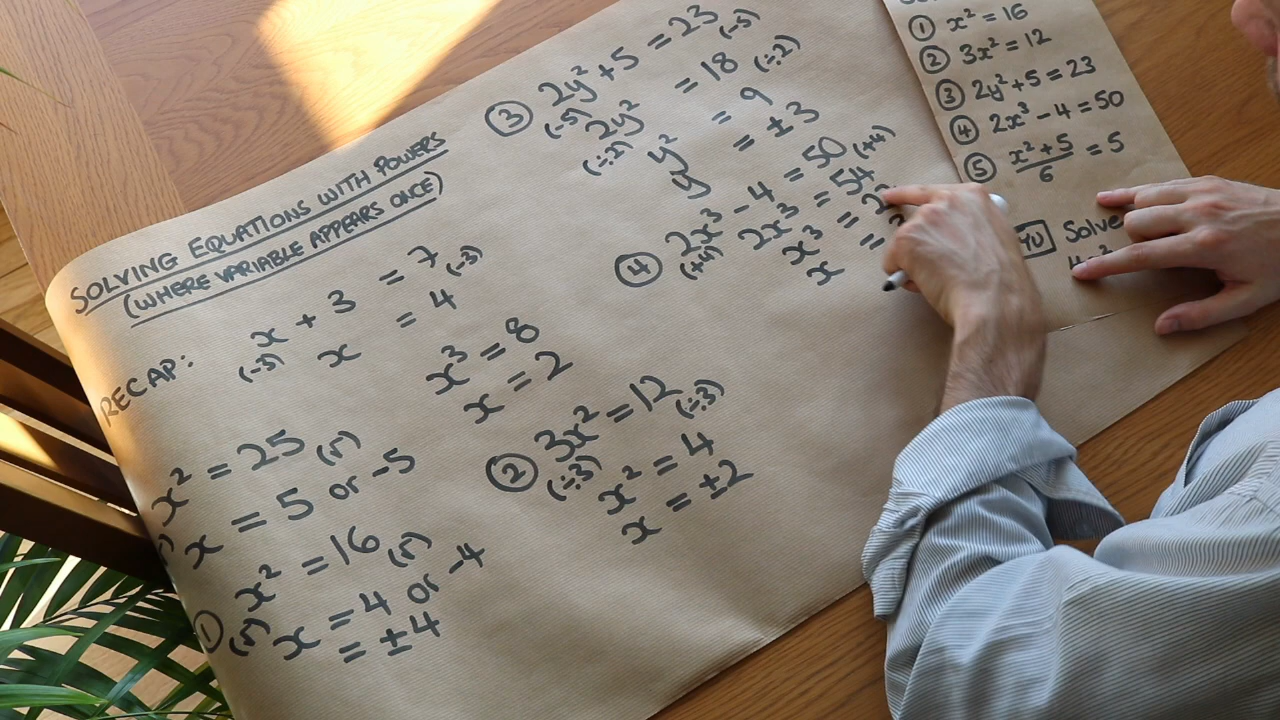 SOLVING EQUATIONS WITH POWERS
(WHERE VARIABLE APPEARS ONCE)
RECAP: x + 3 = 7
(-3) x = 4 (-3)
x² = 25 (√)
x = 5 or -5
x³ = 8
x = 2
① x² = 16 (√)
(√) x = 4 or -4
= ±4
② 3x² = 12
(÷3) x² = 4 (÷3)
x = ±2
③ 2y² + 5 = 23 (-5)
(-5) 2y² = 18 (÷2)
(÷2) y² = 9
y = ±3
④ 2x³ - 4 = 50 (+4)
(+4) 2x³ = 54
x³ =
x =
① x² = 16
② 3x² = 12
③ 2y² + 5 = 23
④ 2x³ - 4 = 50
⑤ x² + 5 / 6 = 5
Solve